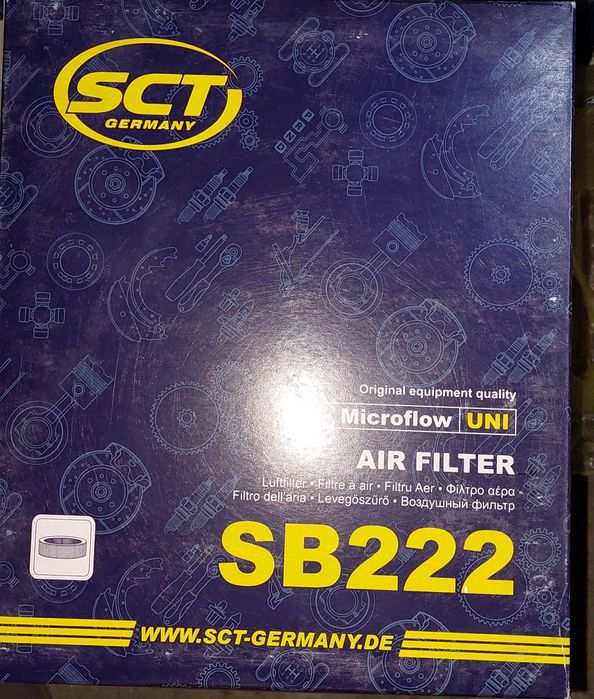 SCT
GERMANY
Original equipment quality
Microflow UNI
AIR FILTER
Luftfilter • Filtre à air • Filtru Aer • Φίλτρο αέρα •
Filtro dell'aria • Levegőszűrő • Воздушный фильтр
SB222
WWW.SCT-GERMANY.DE